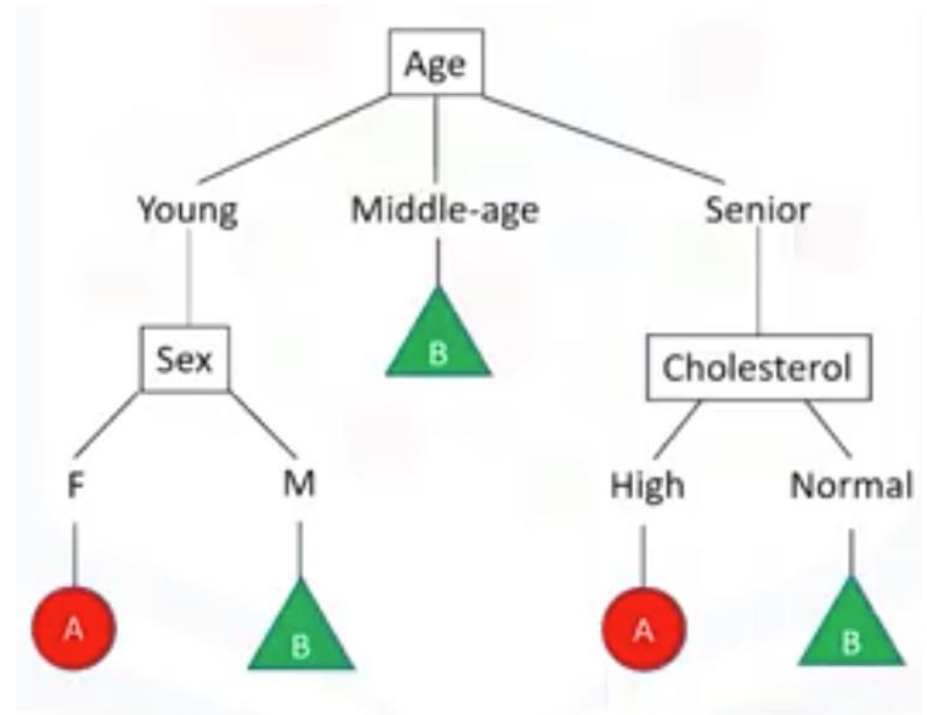 Age
Young Middle-age Senior
B
Sex Cholesterol
F M High Normal
A B A B